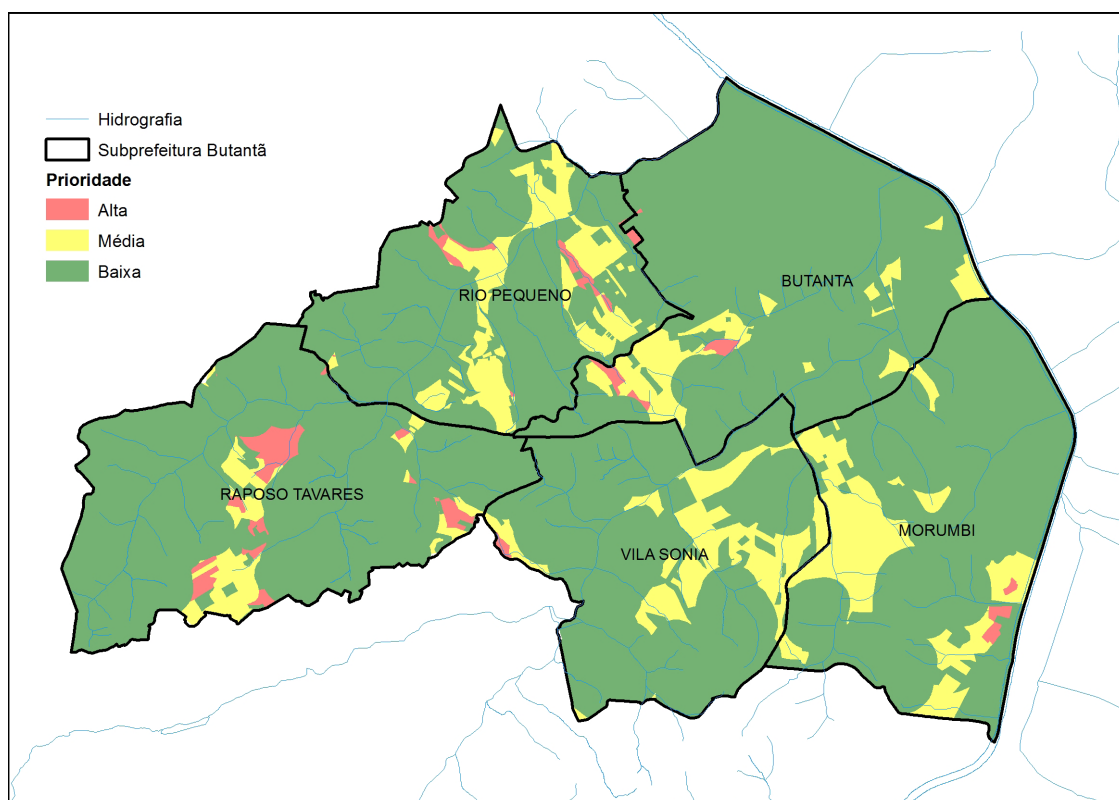 Hidrografia
Subprefeitura Butantã
Prioridade
Alta
Média
Baixa
BUTANTA
RIO PEQUENO
RAPOSO TAVARES
MORUMBI
VILA SONIA